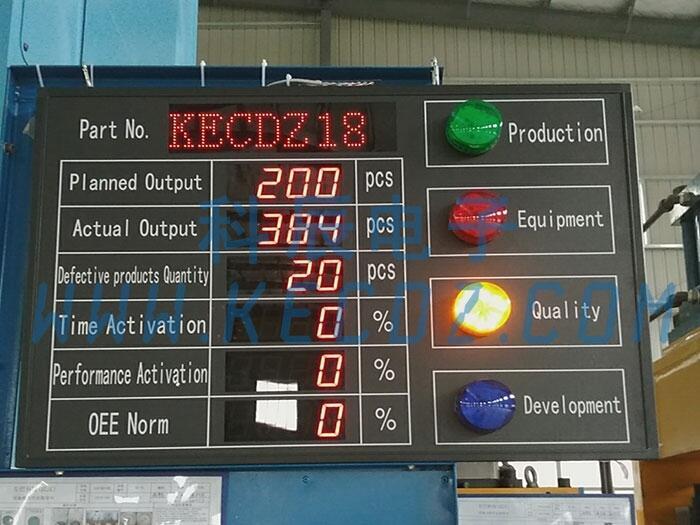 Part No. KECDZ18
Planned Output 200 pcs
Actual Output 384 pcs
Defective products Quantity 20 pcs
Time Activation 0 %
Performance Activation 0 %
OEE Norm 0 %
Production
Equipment
Quality
Development
科辰电子
WWW.KECDZ.COM